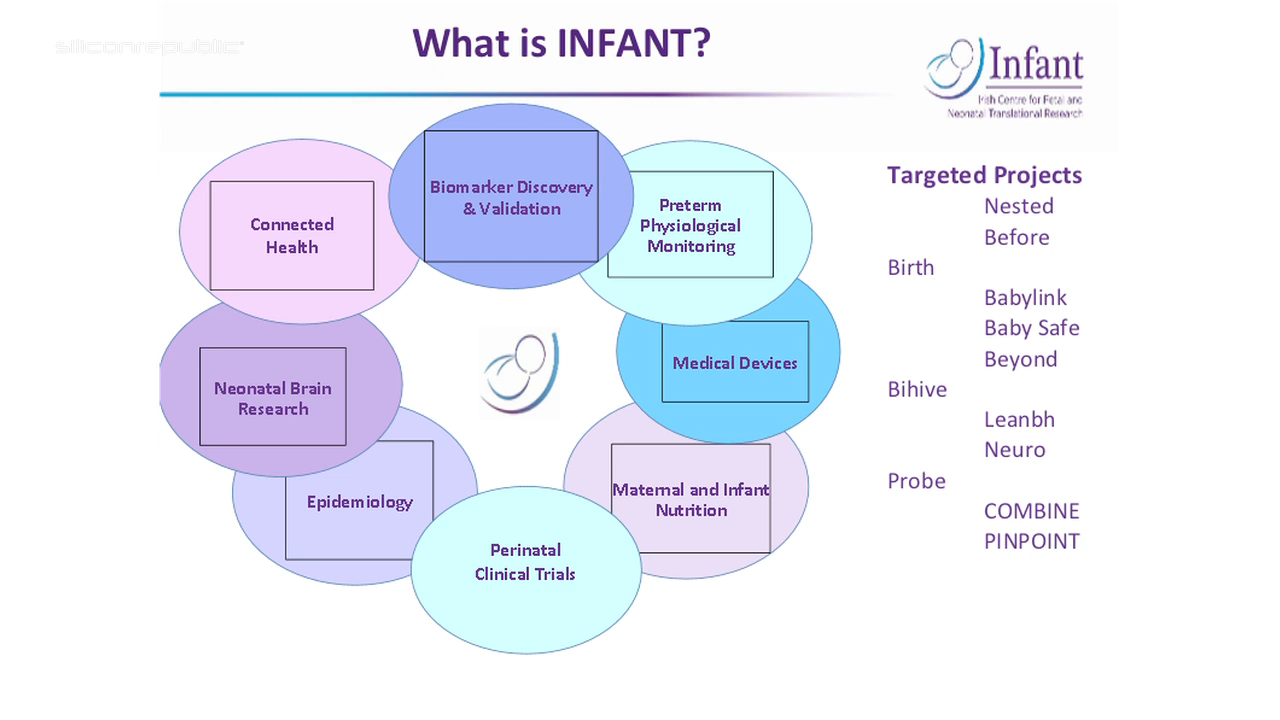 siliconrepublic
What is INFANT?
Infant
Irish Centre for Fetal and
Neonatal Translational Research
Biomarker Discovery
& Validation
Connected
Health
Preterm
Physiological
Monitoring
Medical Devices
Neonatal Brain
Research
Epidemiology
Maternal and Infant
Nutrition
Perinatal
Clinical Trials
Targeted Projects
Nested
Before
Birth
Babylink
Baby Safe
Beyond
Bihive
Leanbh
Neuro
Probe
COMBINE
PINPOINT